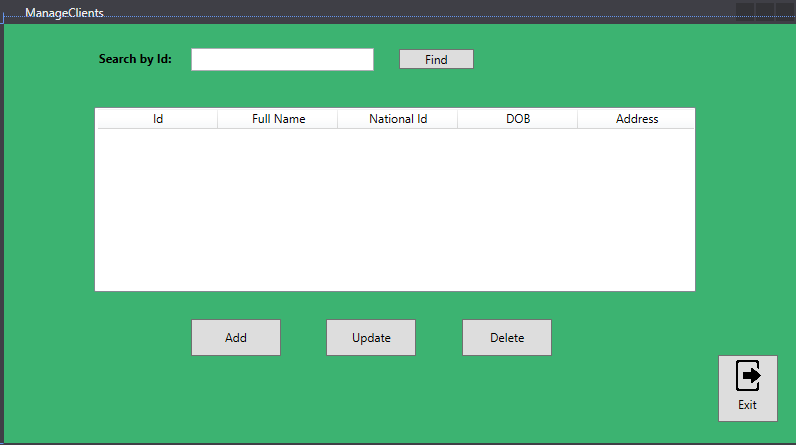 ManageClients
Search by Id: Find
Id Full Name National Id DOB Address
Add Update Delete
Exit